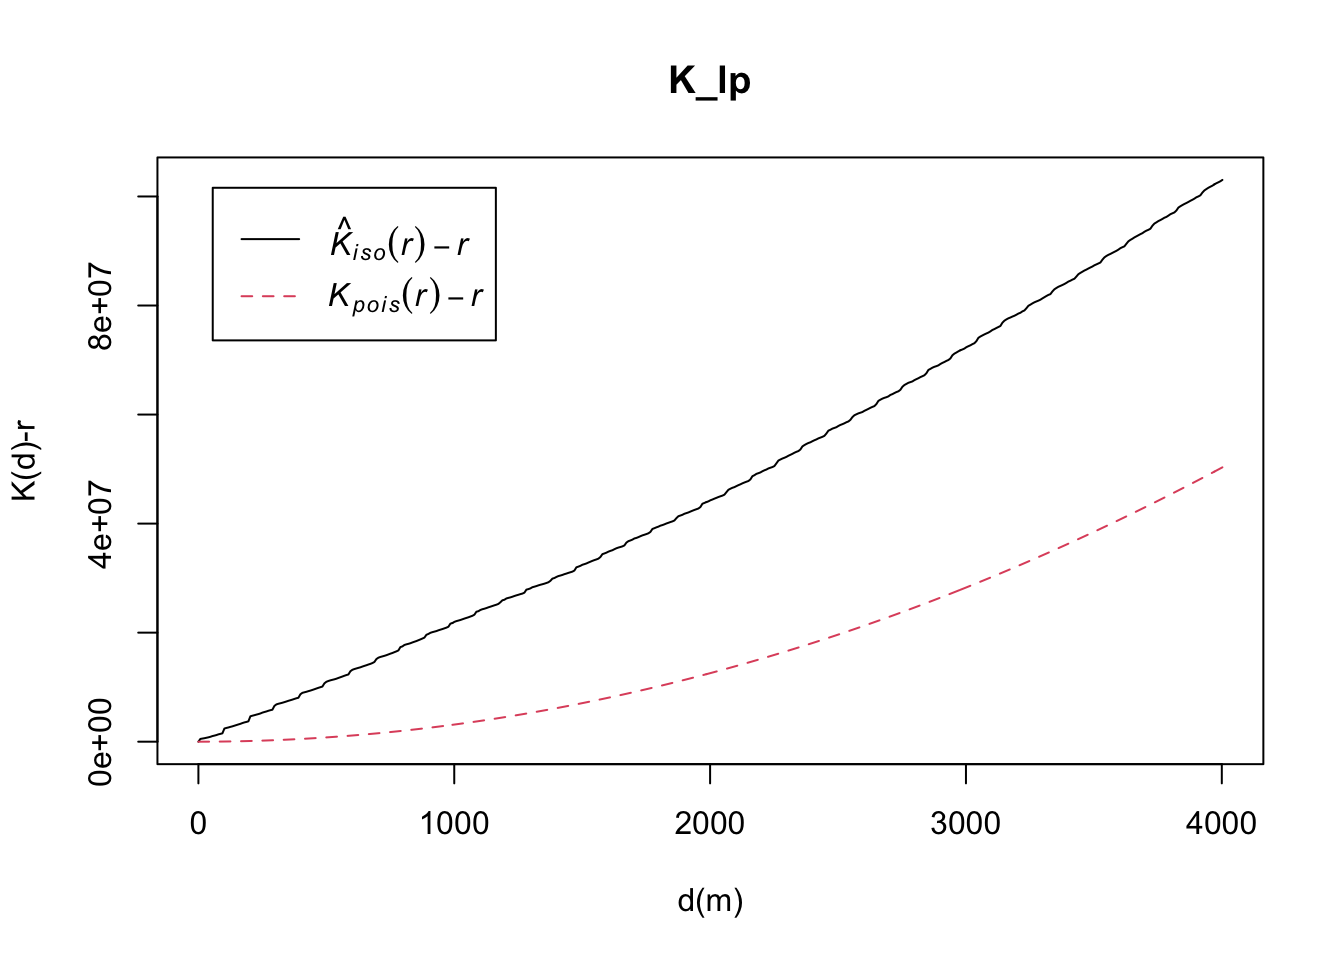 K_lp
K̂iso(r) − r
Kpois(r) − r
K(d)-r
8e+07
4e+07
0e+00
0 1000 2000 3000 4000
d(m)